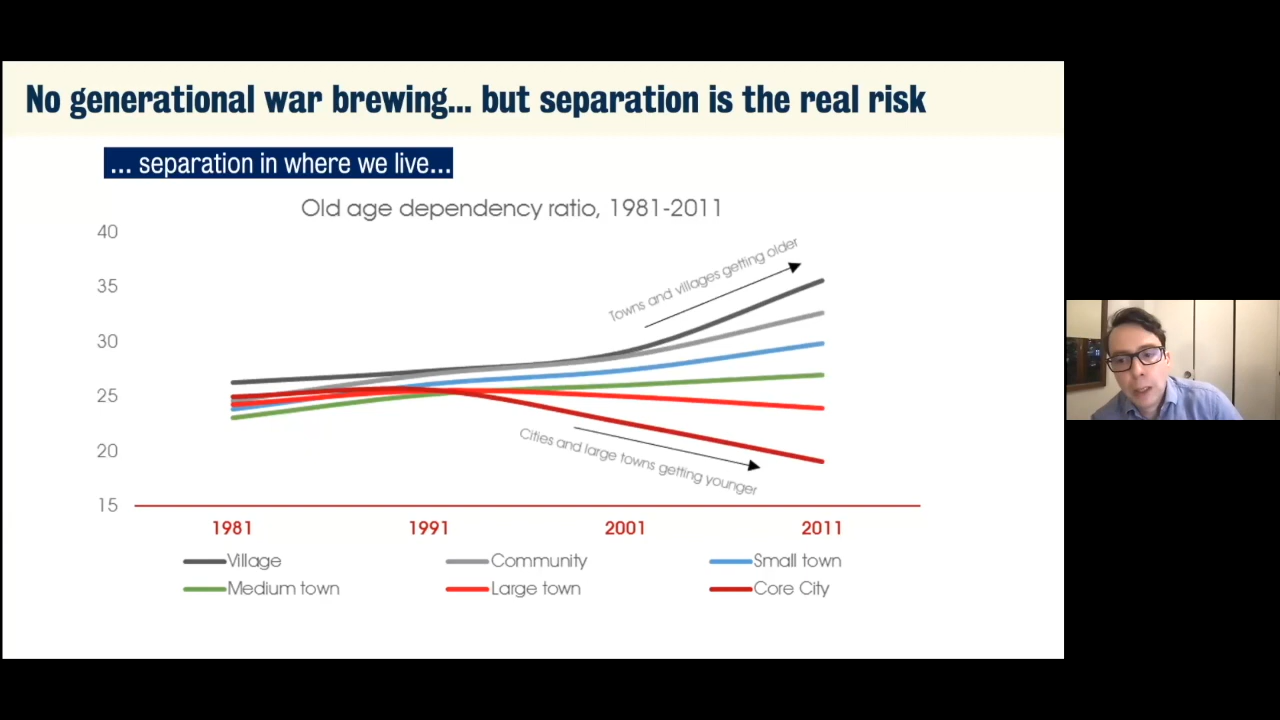 No generational war brewing... but separation is the real risk
... separation in where we live...
Old age dependency ratio, 1981-2011
40
35
30
25
20
15
Towns and villages getting older
Cities and large towns getting younger
1981 1991 2001 2011
Village Community Small town
Medium town Large town Core City